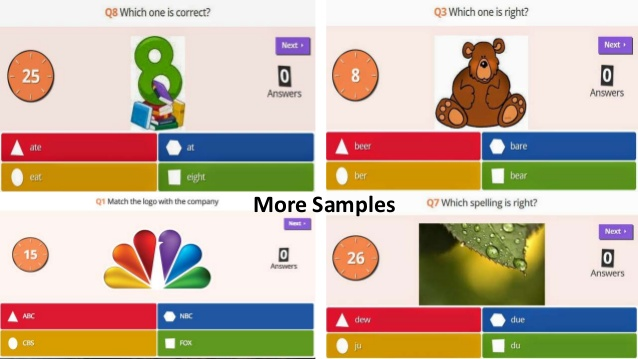 Q8 Which one is correct?
Next ›
25
0
Answers
ate
at
eat
eight
Q3 Which one is right?
Next ›
8
0
Answers
beer
bare
ber
bear
More Samples
Q1 Match the logo with the company
Next ›
15
0
Answers
ABC
NBC
CBS
FOX
Q7 Which spelling is right?
Next ›
26
0
Answers
dew
due
ju
du